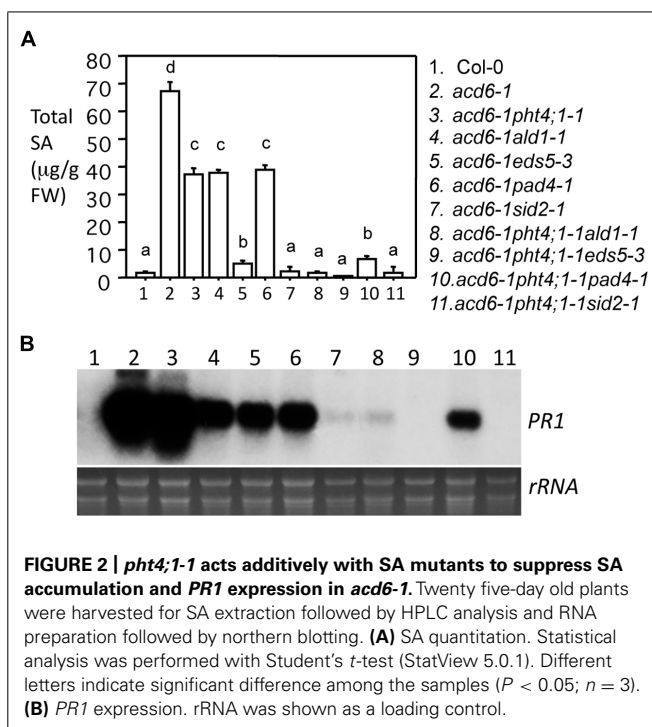 A
80
70
60
50
40
30
20
10
0
Total
SA
(µg/g
FW)
a
d
c
c
b
c
a
a
a
b
a
1 2 3 4 5 6 7 8 9 10 11
1. Col-0
2. acd6-1
3. acd6-1pht4;1-1
4. acd6-1ald1-1
5. acd6-1eds5-3
6. acd6-1pad4-1
7. acd6-1sid2-1
8. acd6-1pht4;1-1ald1-1
9. acd6-1pht4;1-1eds5-3
10.acd6-1pht4;1-1pad4-1
11.acd6-1pht4;1-1sid2-1
B
1 2 3 4 5 6 7 8 9 10 11
PR1
rRNA
FIGURE 2 | pht4;1-1 acts additively with SA mutants to suppress SA
accumulation and PR1 expression in acd6-1. Twenty five-day old plants
were harvested for SA extraction followed by HPLC analysis and RNA
preparation followed by northern blotting. (A) SA quantitation. Statistical
analysis was performed with Student's t-test (StatView 5.0.1). Different
letters indicate significant difference among the samples (P < 0.05; n = 3).
(B) PR1 expression. rRNA was shown as a loading control.